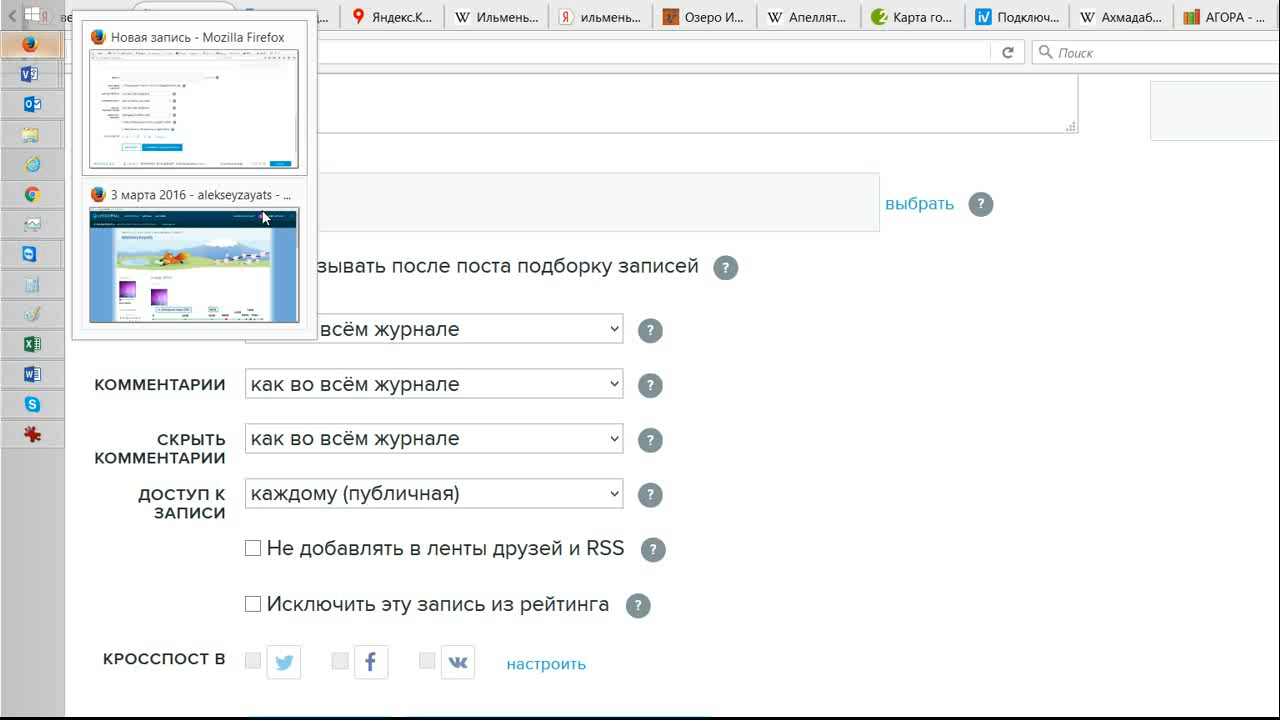 Яндекс.К...
Ильмень...
ильмень...
Озеро И...
Апелляц...
Карта го...
Подключ...
Ахмадаб...
АГОРА - ...
Новая запись - Mozilla Firefox
Поиск
3 марта 2016 - alekseyzayats - ...
выбрать ?
зывать после поста подборку записей ?
всём журнале ?
КОММЕНТАРИИ как во всём журнале ?
СКРЫТЬ КОММЕНТАРИИ как во всём журнале ?
ДОСТУП К ЗАПИСИ каждому (публичная) ?
Не добавлять в ленты друзей и RSS ?
Исключить эту запись из рейтинга ?
КРОССПОСТ В настроить